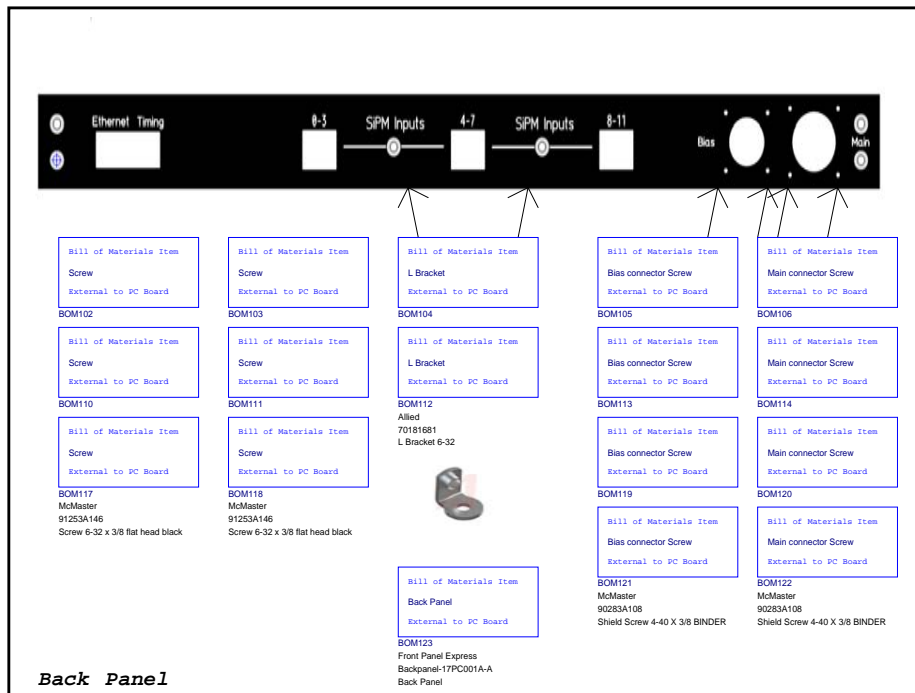 Ethernet Timing
0-3
SiPM Inputs
4-7
SiPM Inputs
8-11
Bias
Main
Bill of Materials Item
Screw
External to PC Board
BOM102
Bill of Materials Item
Screw
External to PC Board
BOM103
Bill of Materials Item
L Bracket
External to PC Board
BOM104
Bill of Materials Item
Bias connector Screw
External to PC Board
BOM105
Bill of Materials Item
Main connector Screw
External to PC Board
BOM106
Bill of Materials Item
Screw
External to PC Board
BOM110
Bill of Materials Item
Screw
External to PC Board
BOM111
Bill of Materials Item
L Bracket
External to PC Board
BOM112
Allied
70181681
L Bracket 6-32
Bill of Materials Item
Bias connector Screw
External to PC Board
BOM113
Bill of Materials Item
Main connector Screw
External to PC Board
BOM114
Bill of Materials Item
Screw
External to PC Board
BOM117
McMaster
91253A146
Screw 6-32 x 3/8 flat head black
Bill of Materials Item
Screw
External to PC Board
BOM118
McMaster
91253A146
Screw 6-32 x 3/8 flat head black
Bill of Materials Item
Bias connector Screw
External to PC Board
BOM119
Bill of Materials Item
Main connector Screw
External to PC Board
BOM120
Bill of Materials Item
Bias connector Screw
External to PC Board
BOM121
McMaster
90283A108
Shield Screw 4-40 X 3/8 BINDER
Bill of Materials Item
Main connector Screw
External to PC Board
BOM122
McMaster
90283A108
Shield Screw 4-40 X 3/8 BINDER
Bill of Materials Item
Back Panel
External to PC Board
BOM123
Front Panel Express
Backpanel-17PC001A-A
Back Panel
Back Panel